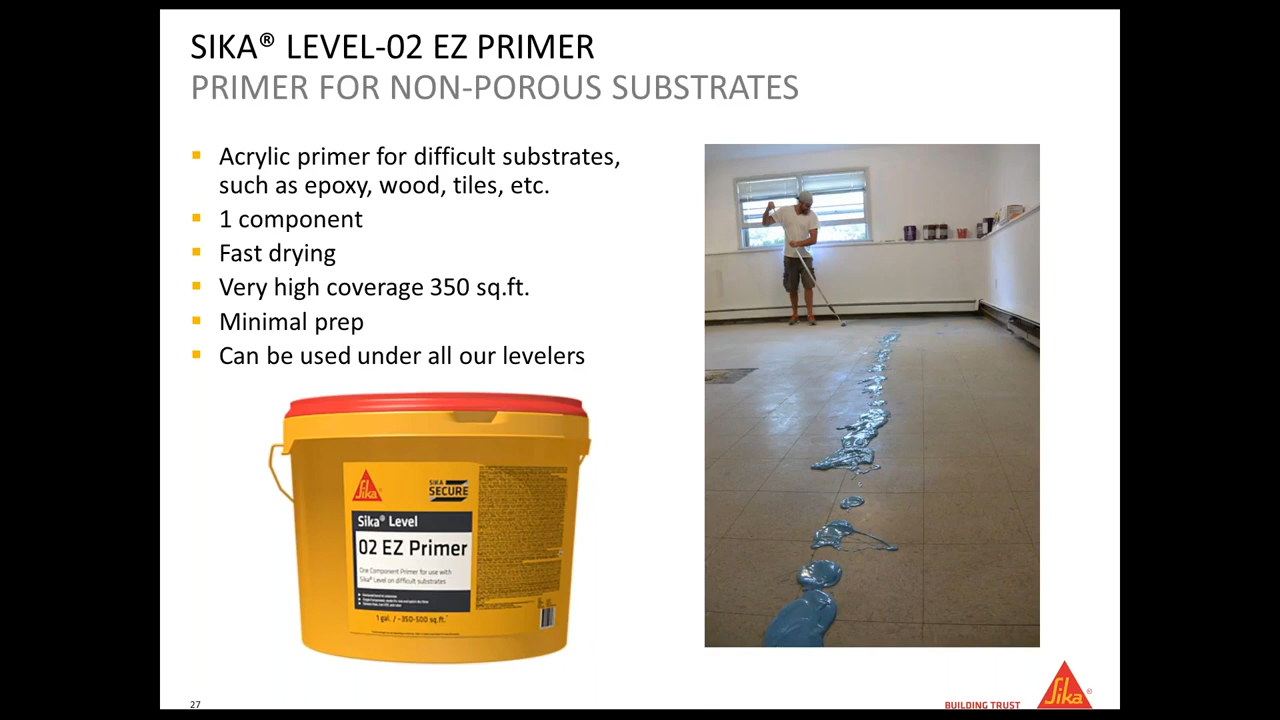 SIKA® LEVEL-02 EZ PRIMER
PRIMER FOR NON-POROUS SUBSTRATES
▪ Acrylic primer for difficult substrates,
such as epoxy, wood, tiles, etc.
▪ 1 component
▪ Fast drying
▪ Very high coverage 350 sq.ft.
▪ Minimal prep
▪ Can be used under all our levelers
Sika
SIKA
SECURE
Sika® Level
02 EZ Primer
One Component Primer for use with
Sika® Level on difficult substrates
1 gal. / ~350-500 sq.ft.
27
BUILDING TRUST
Sika®